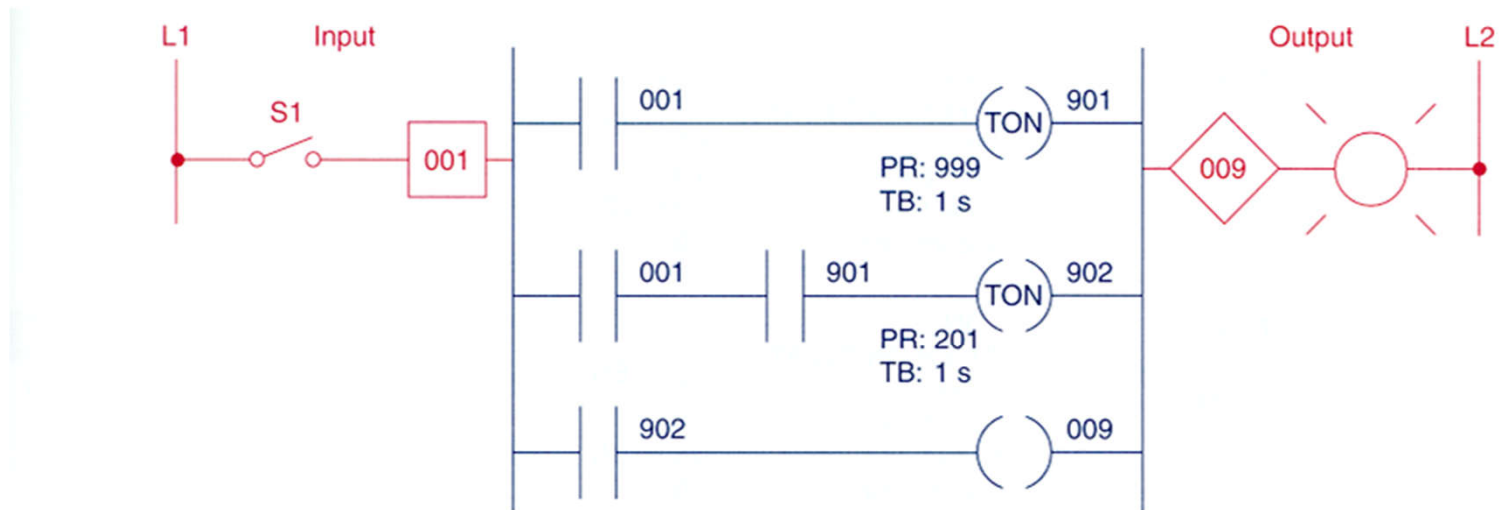 L1 Input Output L2
S1
001 901
TON
001 009
PR: 999
TB: 1 s
001 901 902
TON
PR: 201
TB: 1 s
902 009